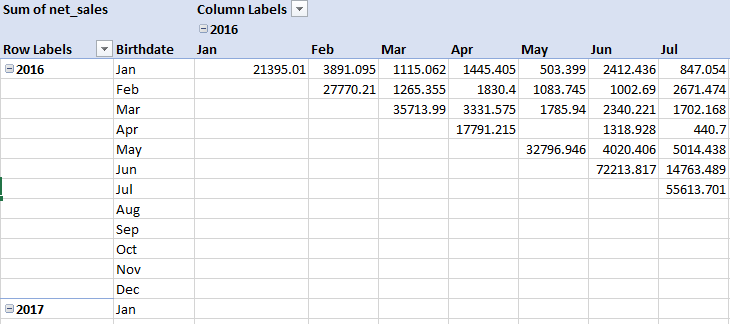 Sum of net_sales Column Labels
2016
Row Labels Birthdate Jan Feb Mar Apr May Jun Jul
2016 Jan 21395.01 3891.095 1115.062 1445.405 503.399 2412.436 847.054
Feb 27770.21 1265.355 1830.4 1083.745 1002.69 2671.474
Mar 35713.99 3331.575 1785.94 2340.221 1702.168
Apr 17791.215 1318.928 440.7
May 32796.946 4020.406 5014.438
Jun 72213.817 14763.489
Jul 55613.701
Aug
Sep
Oct
Nov
Dec
2017 Jan